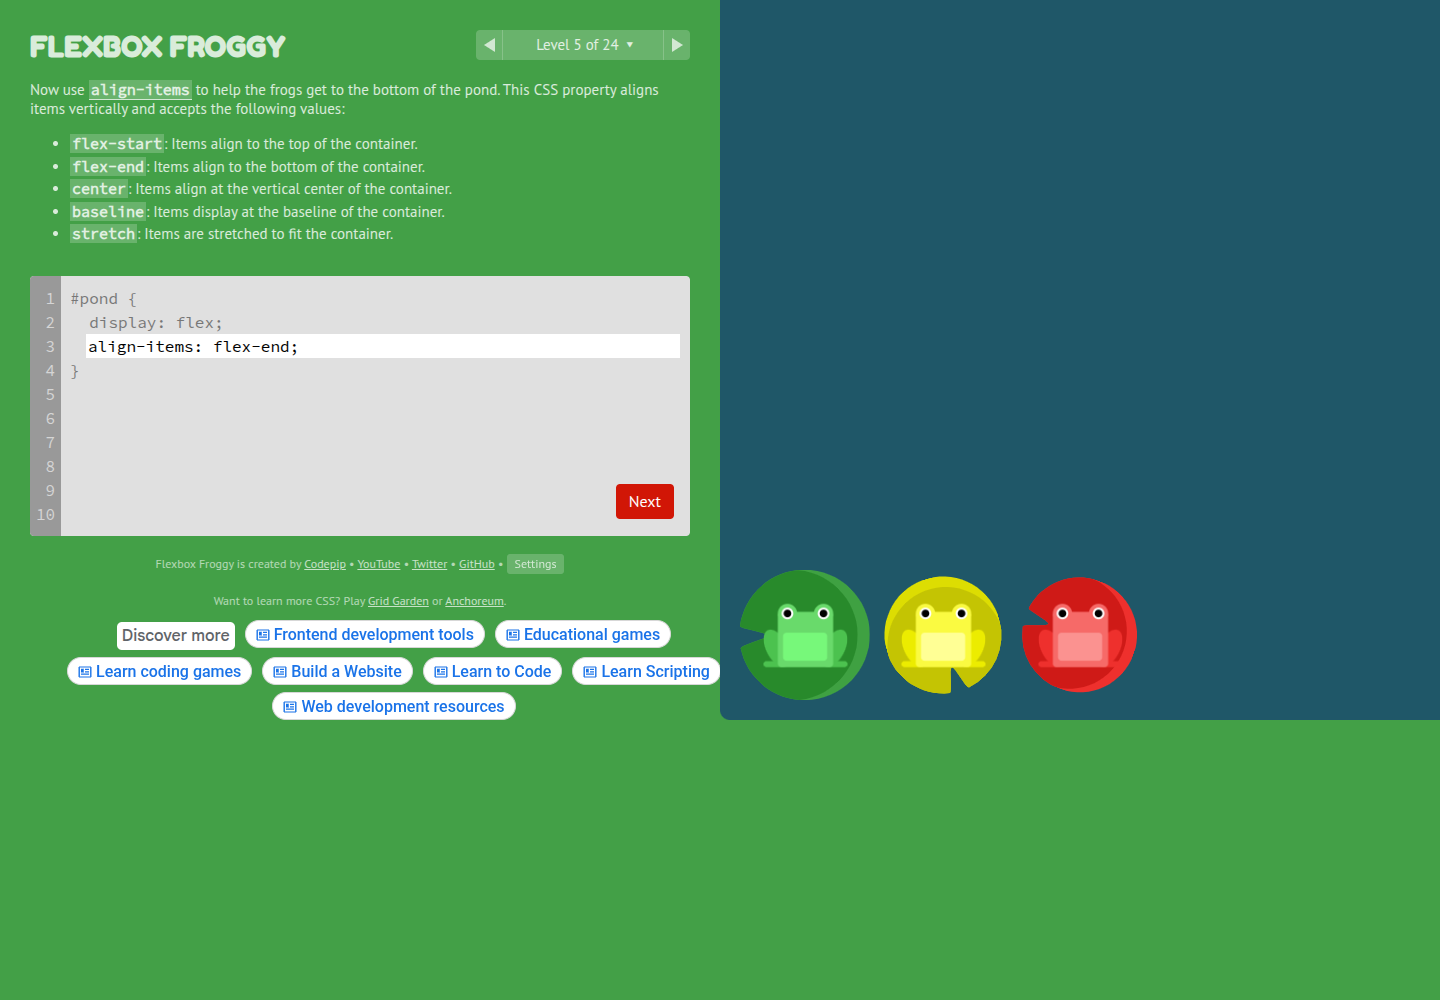 FLEXBOX FROGGY
Level 5 of 24 ▼
Now use align-items to help the frogs get to the bottom of the pond. This CSS property aligns
items vertically and accepts the following values:
• flex-start: Items align to the top of the container.
• flex-end: Items align to the bottom of the container.
• center: Items align at the vertical center of the container.
• baseline: Items display at the baseline of the container.
• stretch: Items are stretched to fit the container.
1 #pond {
2 display: flex;
3 align-items: flex-end;
4 }
5
6
7
8
9
10
Next
Flexbox Froggy is created by Codepip • YouTube • Twitter • GitHub • Settings
Want to learn more CSS? Play Grid Garden or Anchoreum.
Discover more Frontend development tools Educational games
Learn coding games Build a Website Learn to Code Learn Scripting
Web development resources